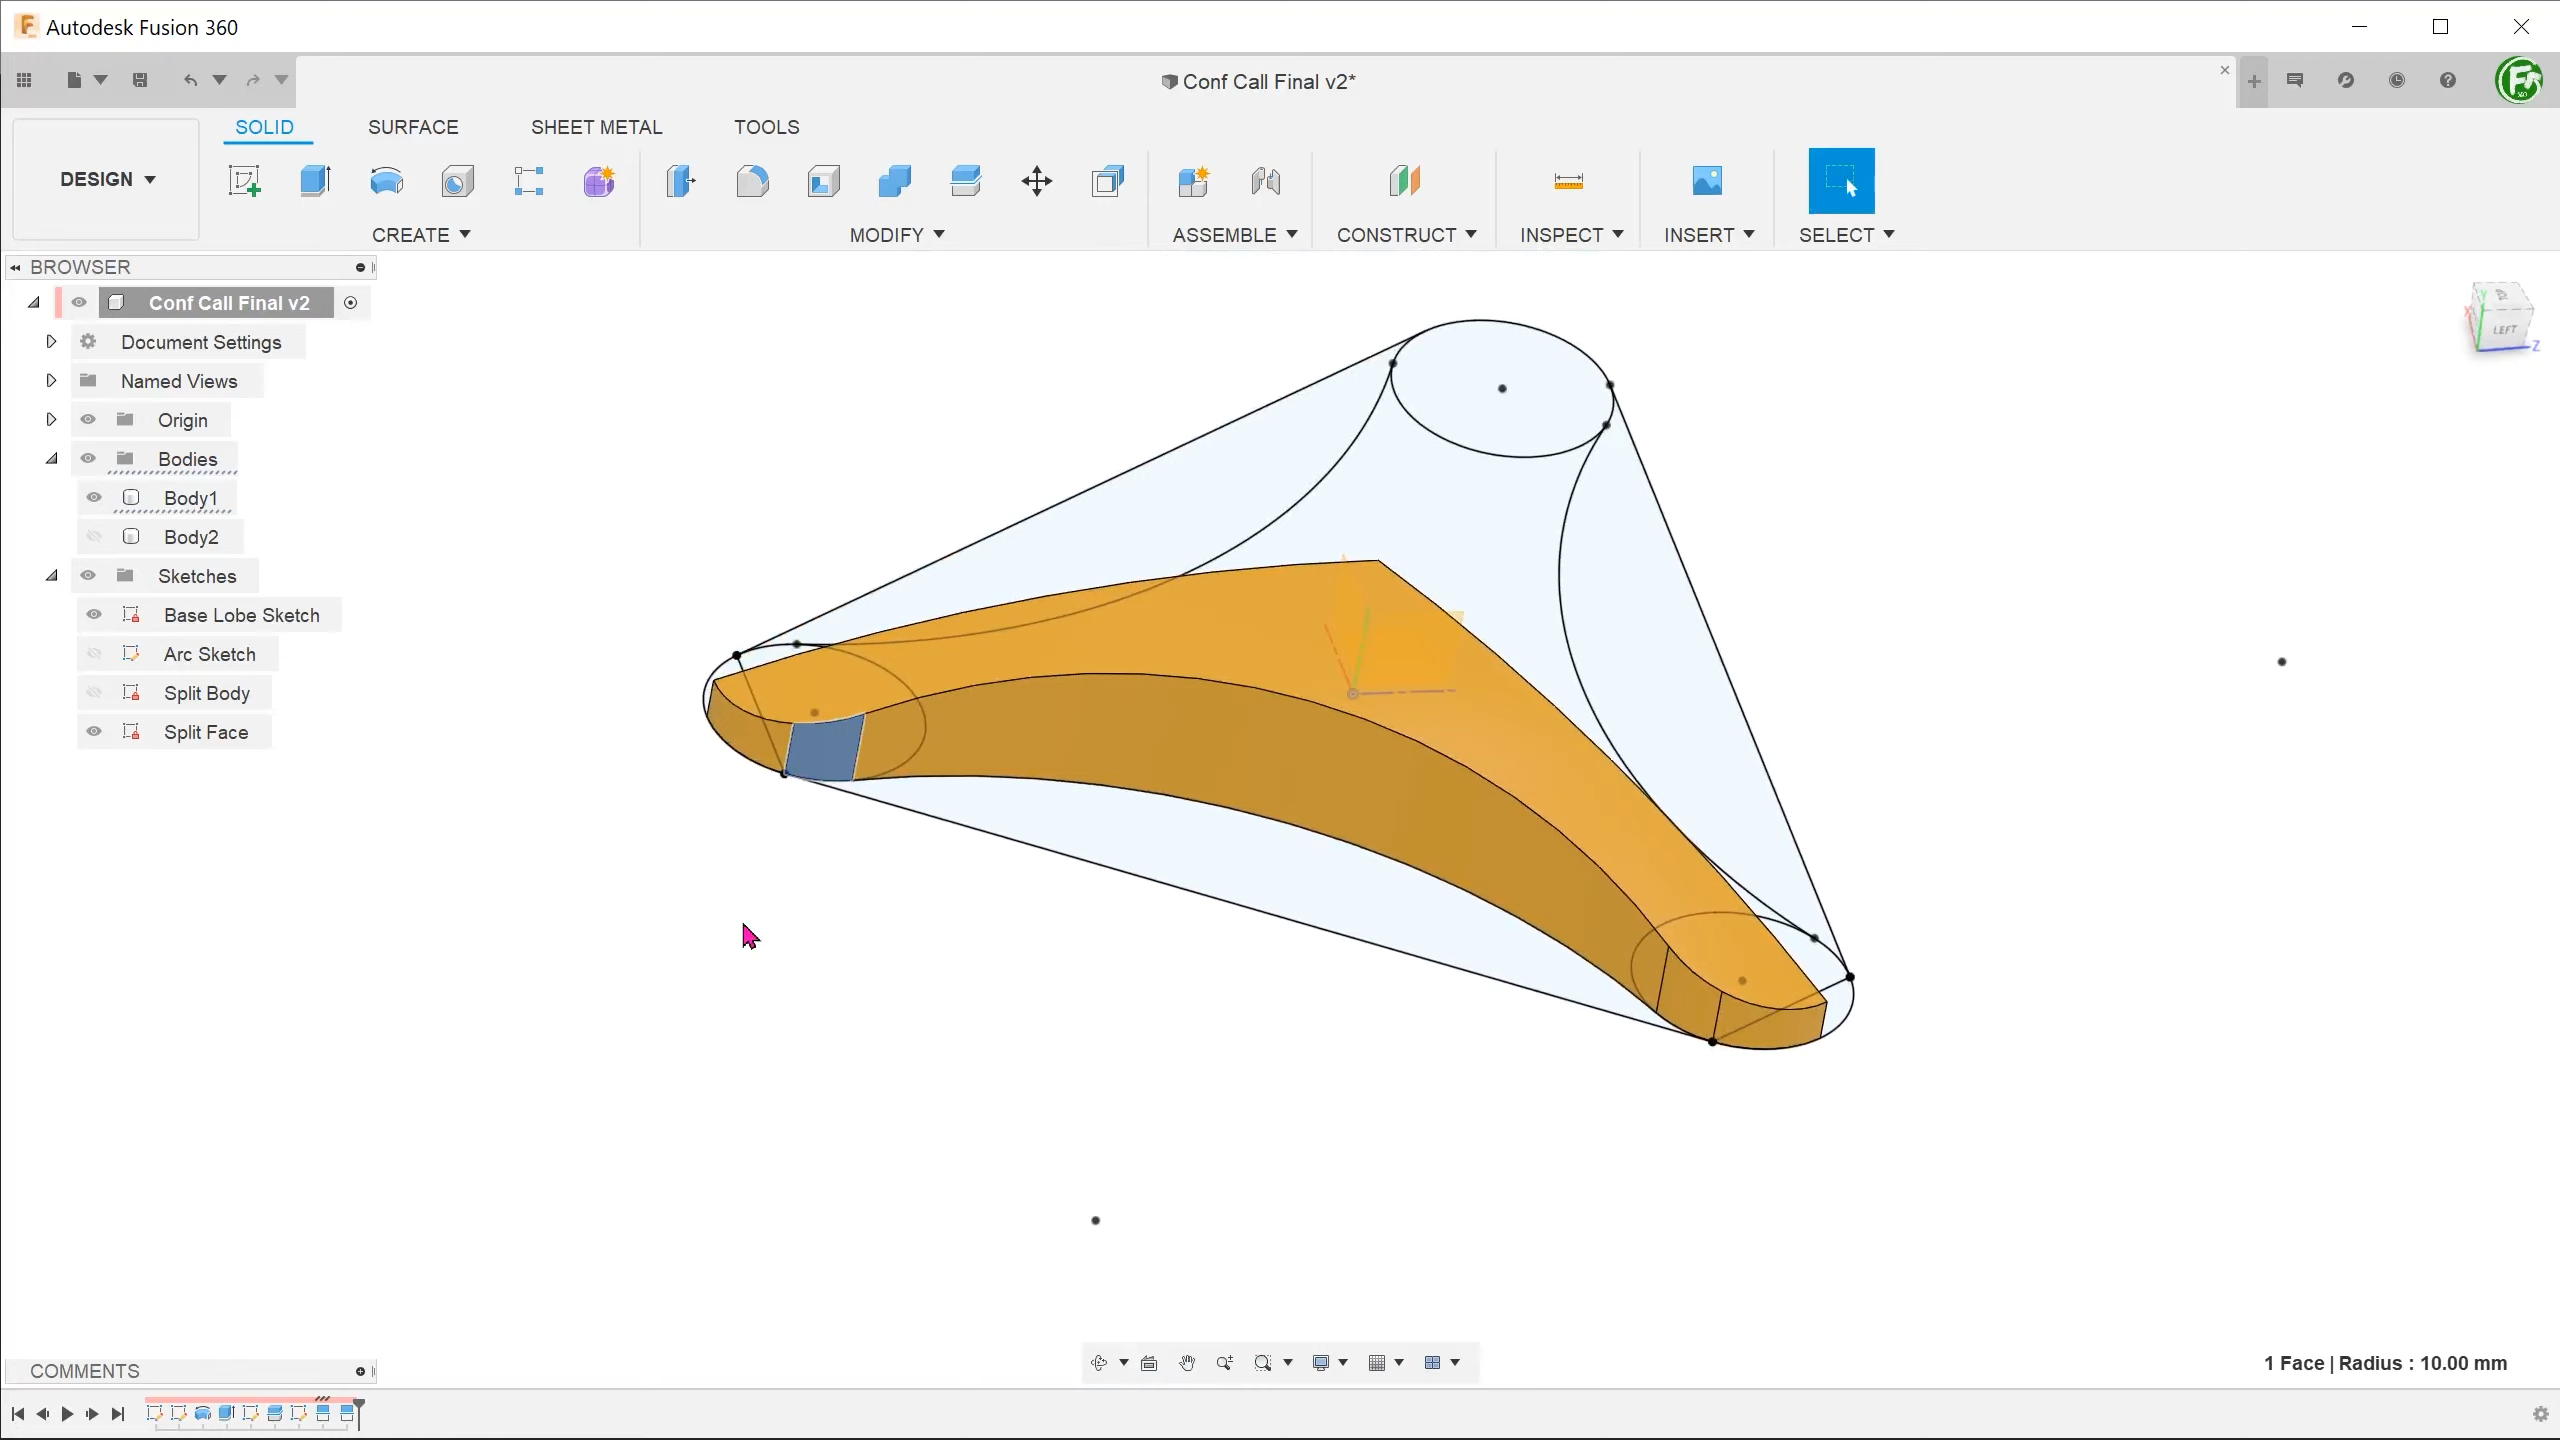 Autodesk Fusion 360
Conf Call Final v2*
SOLID SURFACE SHEET METAL TOOLS
DESIGN
CREATE MODIFY ASSEMBLE CONSTRUCT INSPECT INSERT SELECT
BROWSER
Conf Call Final v2
Document Settings
Named Views
Origin
Bodies
Body1
Body2
Sketches
Base Lobe Sketch
Arc Sketch
Split Body
Split Face
LEFT
Z
1 Face | Radius : 10.00 mm
COMMENTS